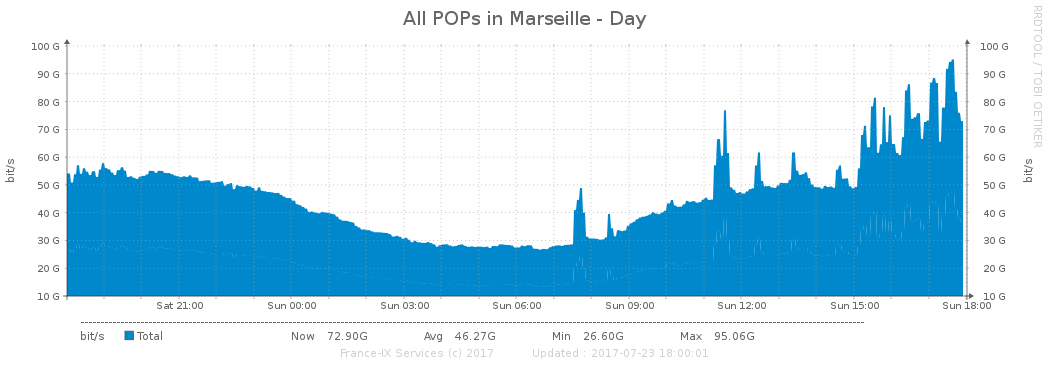 All POPs in Marseille - Day
RRDTOOL / TOBI OETIKER
bit/s
100 G
90 G
80 G
70 G
60 G
50 G
40 G
30 G
20 G
10 G
100 G
90 G
80 G
70 G
60 G
50 G
40 G
30 G
20 G
10 G
bit/s
Sat 21:00 Sun 00:00 Sun 03:00 Sun 06:00 Sun 09:00 Sun 12:00 Sun 15:00 Sun 18:00
bit/s Total Now 72.90G Avg 46.27G Min 26.60G Max 95.06G
France-IX Services (c) 2017 Updated : 2017-07-23 18:00:01